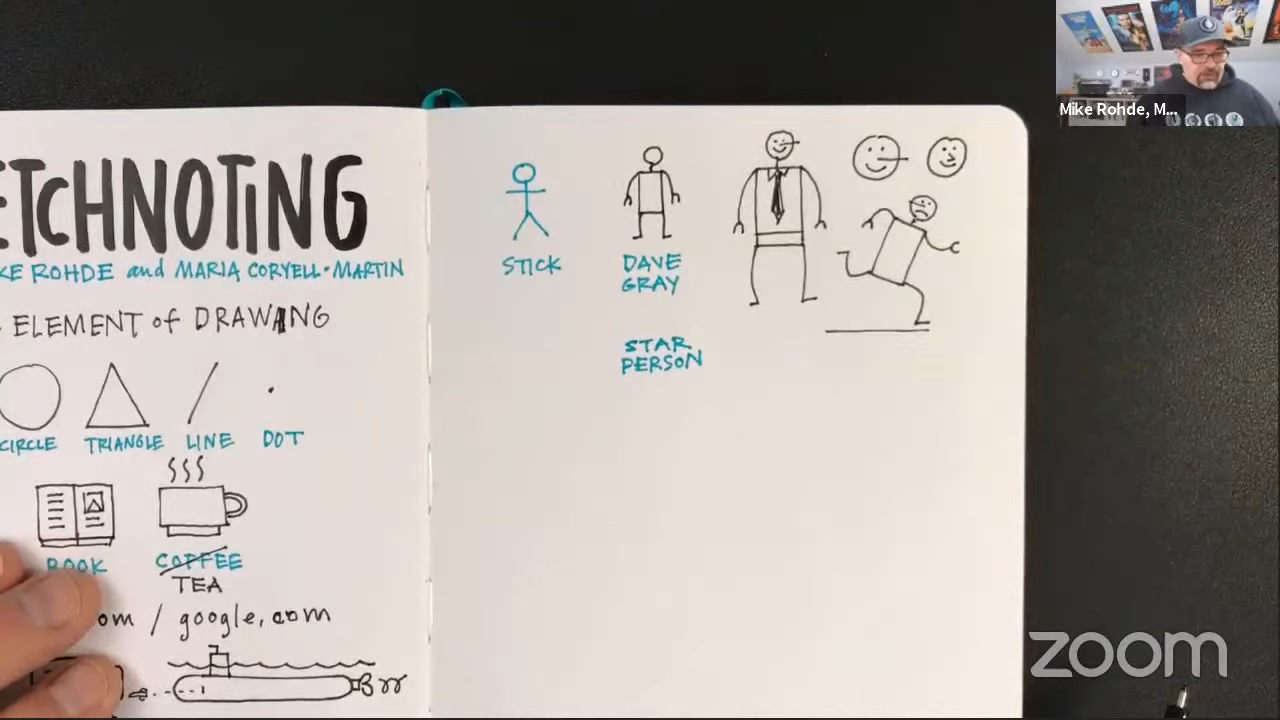 ETCHNOTING
KE ROHDE and MARIA CORYELL-MARTIN
ELEMENT of DRAWING
CIRCLE TRIANGLE LINE DOT
BOOK COFFEE
TEA
om / google.com
STICK
DAVE
GRAY
STAR
PERSON
Mike Rohde, M...
zoom